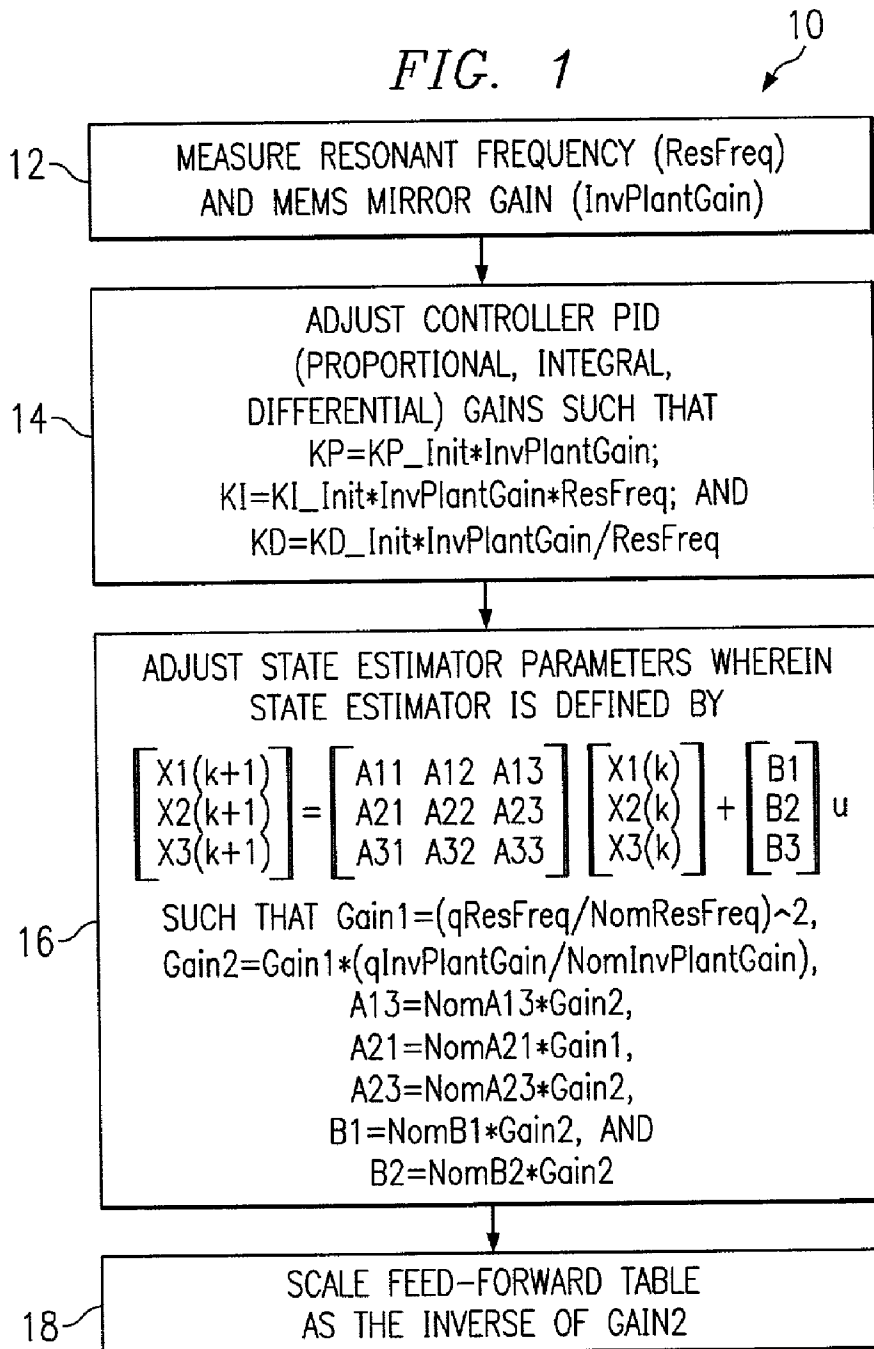 10
FIG. 1
12
MEASURE RESONANT FREQUENCY (ResFreq)
AND MEMS MIRROR GAIN (InvPlantGain)
14
ADJUST CONTROLLER PID
(PROPORTIONAL, INTEGRAL,
DIFFERENTIAL) GAINS SUCH THAT
KP=KP_Init*InvPlantGain;
KI=KI_Init*InvPlantGain*ResFreq; AND
KD=KD_Init*InvPlantGain/ResFreq
16
ADJUST STATE ESTIMATOR PARAMETERS WHEREIN
STATE ESTIMATOR IS DEFINED BY
X1(k+1) A11 A12 A13 X1(k) B1
X2(k+1) = A21 A22 A23 X2(k) + B2 u
X3(k+1) A31 A32 A33 X3(k) B3
SUCH THAT Gain1=(qResFreq/NomResFreq)^2,
Gain2=Gain1*(qInvPlantGain/NomInvPlantGain),
A13=NomA13*Gain2,
A21=NomA21*Gain1,
A23=NomA23*Gain2,
B1=NomB1*Gain2, AND
B2=NomB2*Gain2
18
SCALE FEED-FORWARD TABLE
AS THE INVERSE OF GAIN2